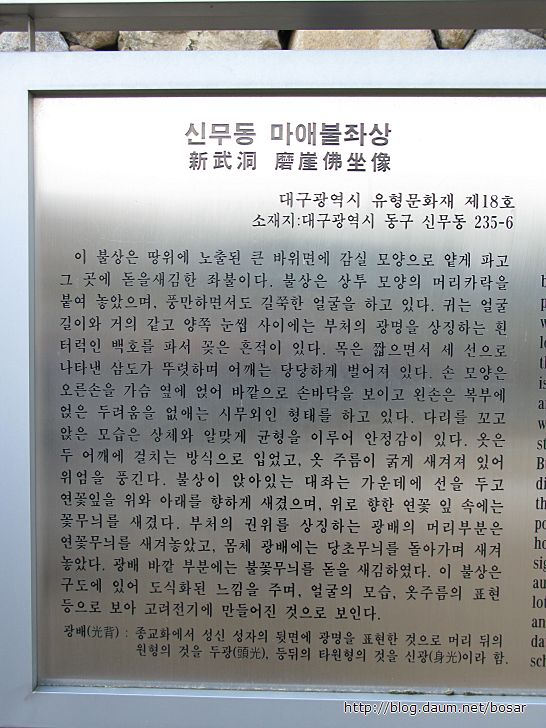 신무동 마애불좌상
新武洞 磨崖佛坐像
대구광역시 유형문화재 제18호
소재지:대구광역시 동구 신무동 235-6
이 불상은 땅위에 노출된 큰 바위면에 감실 모양으로 얕게 파고
그 곳에 돋을새김한 좌불이다. 불상은 상투 모양의 머리카락을
붙여 놓았으며, 풍만하면서도 길쭉한 얼굴을 하고 있다. 귀는 얼굴
길이와 거의 같고 양쪽 눈썹 사이에는 부처의 광명을 상징하는 흰
터럭인 백호를 파서 꽂은 흔적이 있다. 목은 짧으면서 세 선으로
나타낸 삼도가 뚜렷하며 어깨는 당당하게 벌어져 있다. 손 모양은
오른손을 가슴 옆에 얹어 바깥으로 손바닥을 보이고 왼손은 복부에
얹은 두려움을 없애는 시무외인 형태를 하고 있다. 다리를 꼬고
앉은 모습은 상체와 알맞게 균형을 이루어 안정감이 있다. 옷은
두 어깨에 걸치는 방식으로 입었고, 옷 주름이 굵게 새겨져 있어
위엄을 풍긴다. 불상이 앉아있는 대좌는 가운데에 선을 두고
연꽃잎을 위와 아래를 향하게 새겼으며, 위로 향한 연꽃 잎 속에는
꽃무늬를 새겼다. 부처의 권위를 상징하는 광배의 머리부분은
연꽃무늬를 새겨놓았고, 몸체 광배에는 당초무늬를 돌아가며 새겨
놓았다. 광배 바깥 부분에는 불꽃무늬를 돋을 새김하였다. 이 불상은
구도에 있어 도식화된 느낌을 주며, 얼굴의 모습, 옷주름의 표현
등으로 보아 고려전기에 만들어진 것으로 보인다.
광배(光背) : 종교화에서 성신 성자의 뒷면에 광명을 표현한 것으로 머리 뒤의
원형의 것을 두광(頭光), 등뒤의 타원형의 것을 신광(身光)이라 함.
http://blog.daum.net/bosar